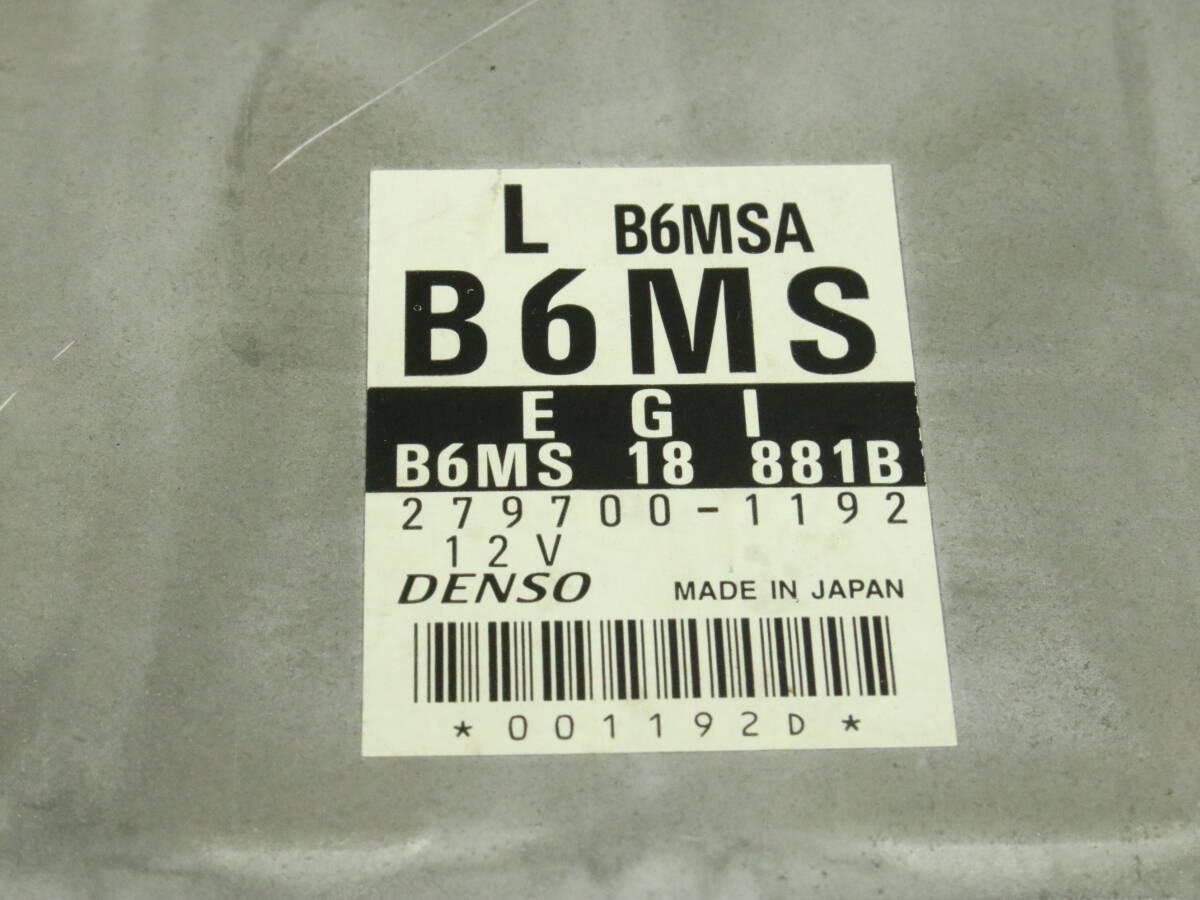 L B6MSA
B6MS
E G I
B6MS 18 881B
279700-1192
12V
DENSO MADE IN JAPAN
*001192D*